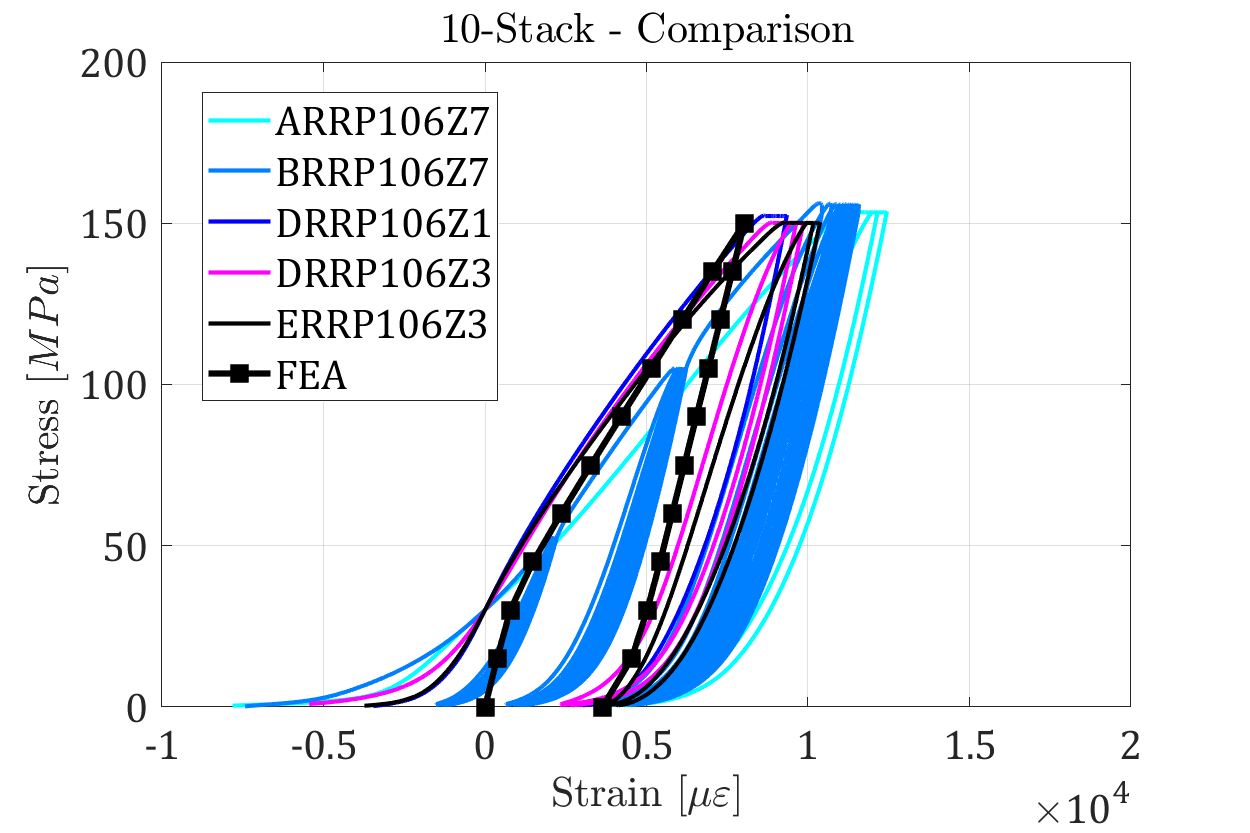 10-Stack - Comparison
200
150
100
50
0
ARRP106Z7
BRRP106Z7
DRRP106Z1
DRRP106Z3
ERRP106Z3
FEA
Stress [MPa]
-1 -0.5 0 0.5 1 1.5 2
Strain [με]
×10⁴